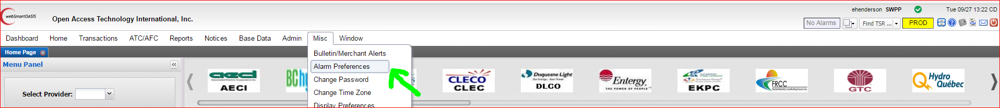 ehenderson SWPP Tue 09/27 13:22 CD
webSmartOASIS
Open Access Technology International, Inc.
No Alarms Find TSR ... PROD
Dashboard Home Transactions ATC/AFC Reports Notices Base Data Admin Misc Window
Home Page
Menu Panel
Select Provider:
Bulletin/Merchant Alerts
Alarm Preferences
Change Password
Change Time Zone
Display Preferences
aeci
AECI
BC hy
CLECO
CLEC
Duquesne Light
DLCO
Entergy
THE POWER OF PEOPLE
EKPC
FRCC
GTC
Hydro
Québec